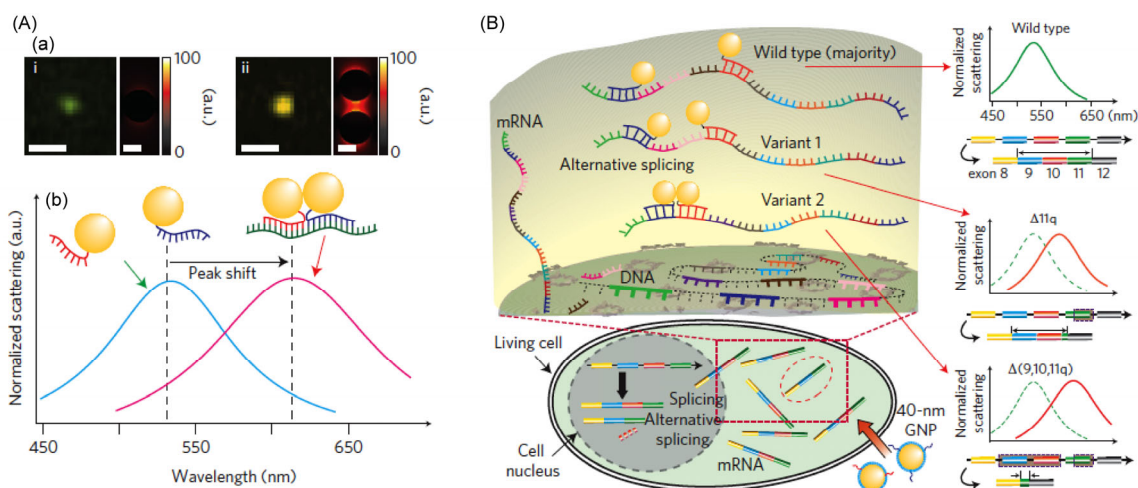 (A)
(a)
i
100
0
(a.u.)
ii
100
0
(a.u.)
(b)
Peak shift
Normalized scattering (a.u.)
450
550
650
Wavelength (nm)
(B)
Wild type (majority)
mRNA
Alternative splicing
Variant 1
Variant 2
DNA
Living cell
Splicing
Alternative
splicing
Cell
nucleus
mRNA
40-nm
GNP
Wild type
Normalized
scattering
450
550
650 (nm)
exon 8
9
10
11
12
Δ11q
Normalized
scattering
Δ(9,10,11q)
Normalized
scattering